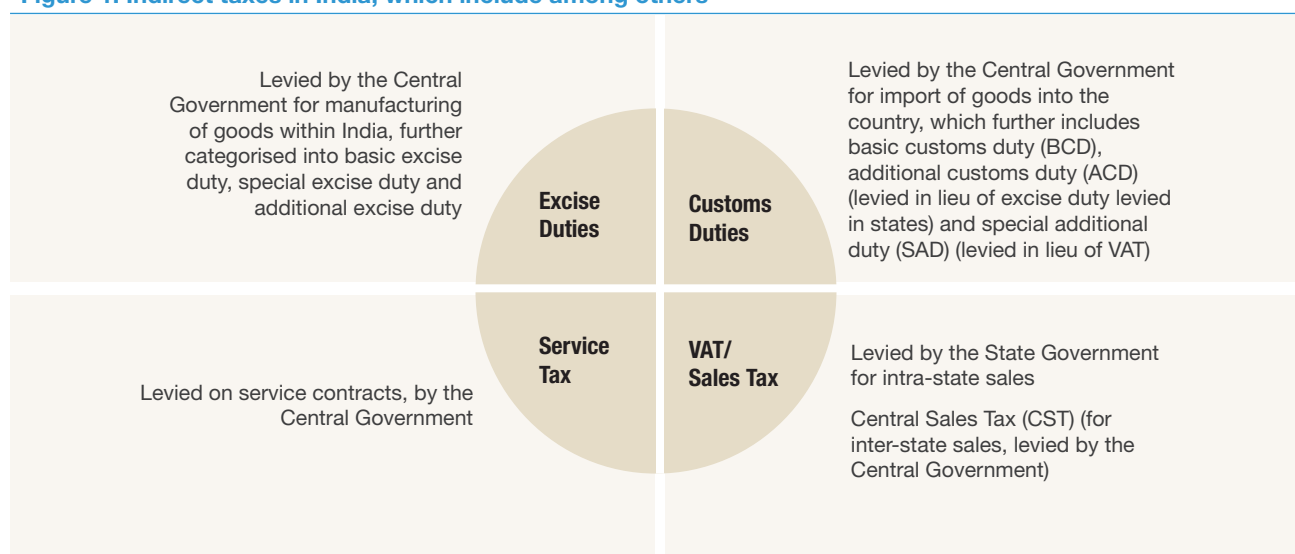 Figure 1: Indirect taxes in India, which include among others
Levied by the Central
Government for manufacturing
of goods within India, further
categorised into basic excise
duty, special excise duty and
additional excise duty
Excise
Duties
Customs
Duties
Levied by the Central Government
for import of goods into the
country, which further includes
basic customs duty (BCD),
additional customs duty (ACD)
(levied in lieu of excise duty levied
in states) and special additional
duty (SAD) (levied in lieu of VAT)
Levied on service contracts, by the
Central Government
Service
Tax
VAT/
Sales Tax
Levied by the State Government
for intra-state sales
Central Sales Tax (CST) (for
inter-state sales, levied by the
Central Government)